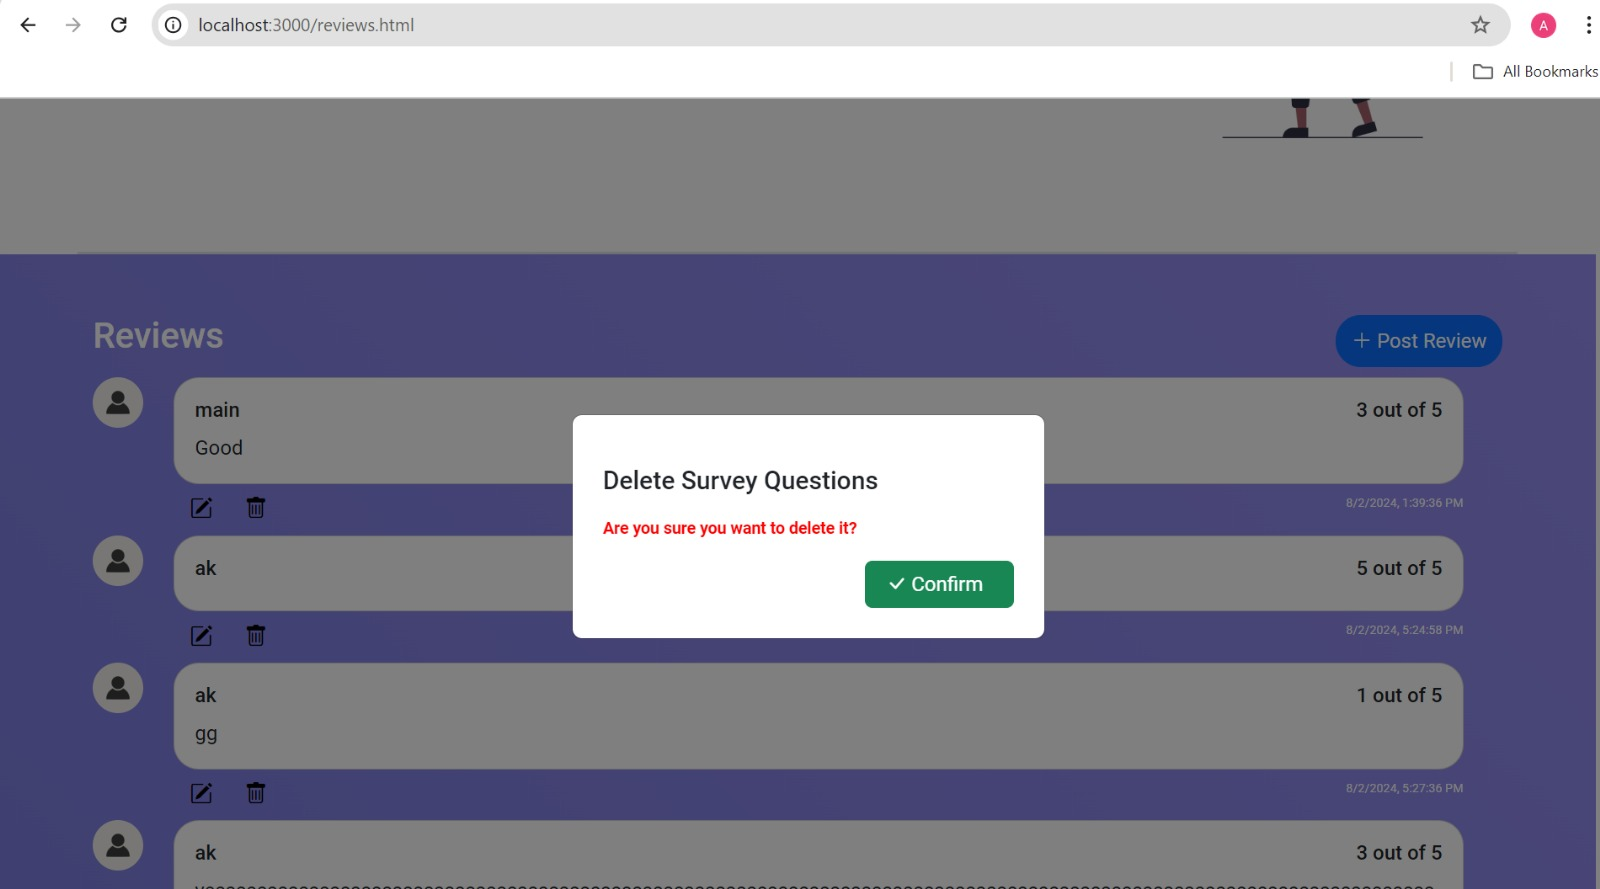 localhost:3000/reviews.html
A
All Bookmarks
Reviews
+ Post Review
main
3 out of 5
Good
8/2/2024, 1:39:36 PM
Delete Survey Questions
Are you sure you want to delete it?
Confirm
ak
5 out of 5
8/2/2024, 5:24:58 PM
ak
1 out of 5
gg
8/2/2024, 5:27:36 PM
ak
3 out of 5